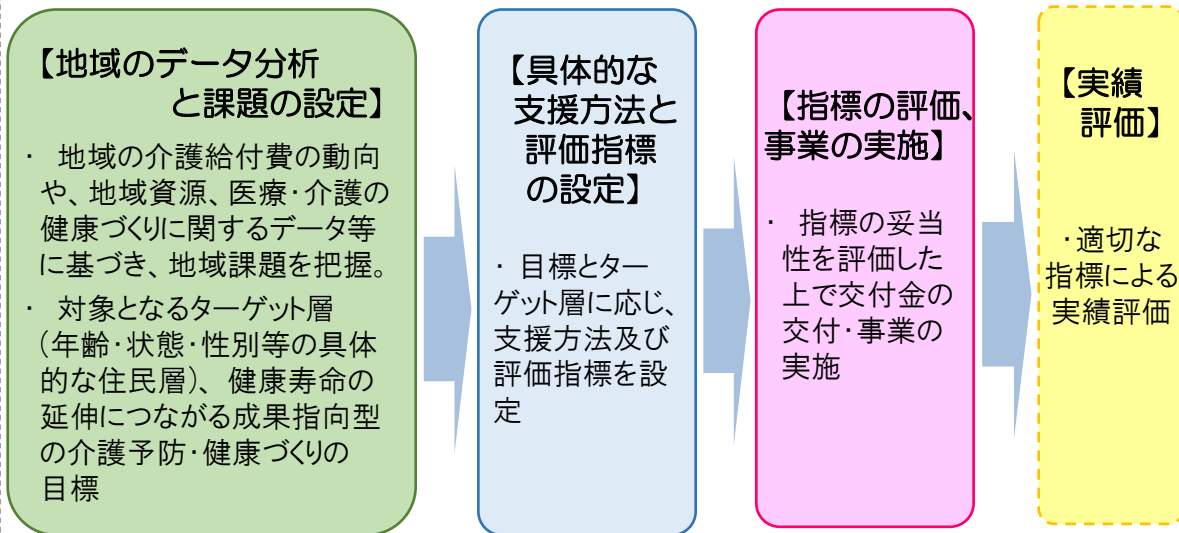 【地域のデータ分析
と課題の設定】
・ 地域の介護給付費の動向
や、地域資源、医療・介護の
健康づくりに関するデータ等
に基づき、地域課題を把握。
・ 対象となるターゲット層
（年齢・状態・性別等の具体
的な住民層）、健康寿命の
延伸につながる成果指向型
の介護予防・健康づくりの
目標
【具体的な
支援方法と
評価指標
の設定】
・ 目標とター
ゲット層に応じ、
支援方法及び
評価指標を設
定
【指標の評価、
事業の実施】
・ 指標の妥当
性を評価した
上で交付金の
交付・事業の
実施
【実績
評価】
・適切な
指標による
実績評価